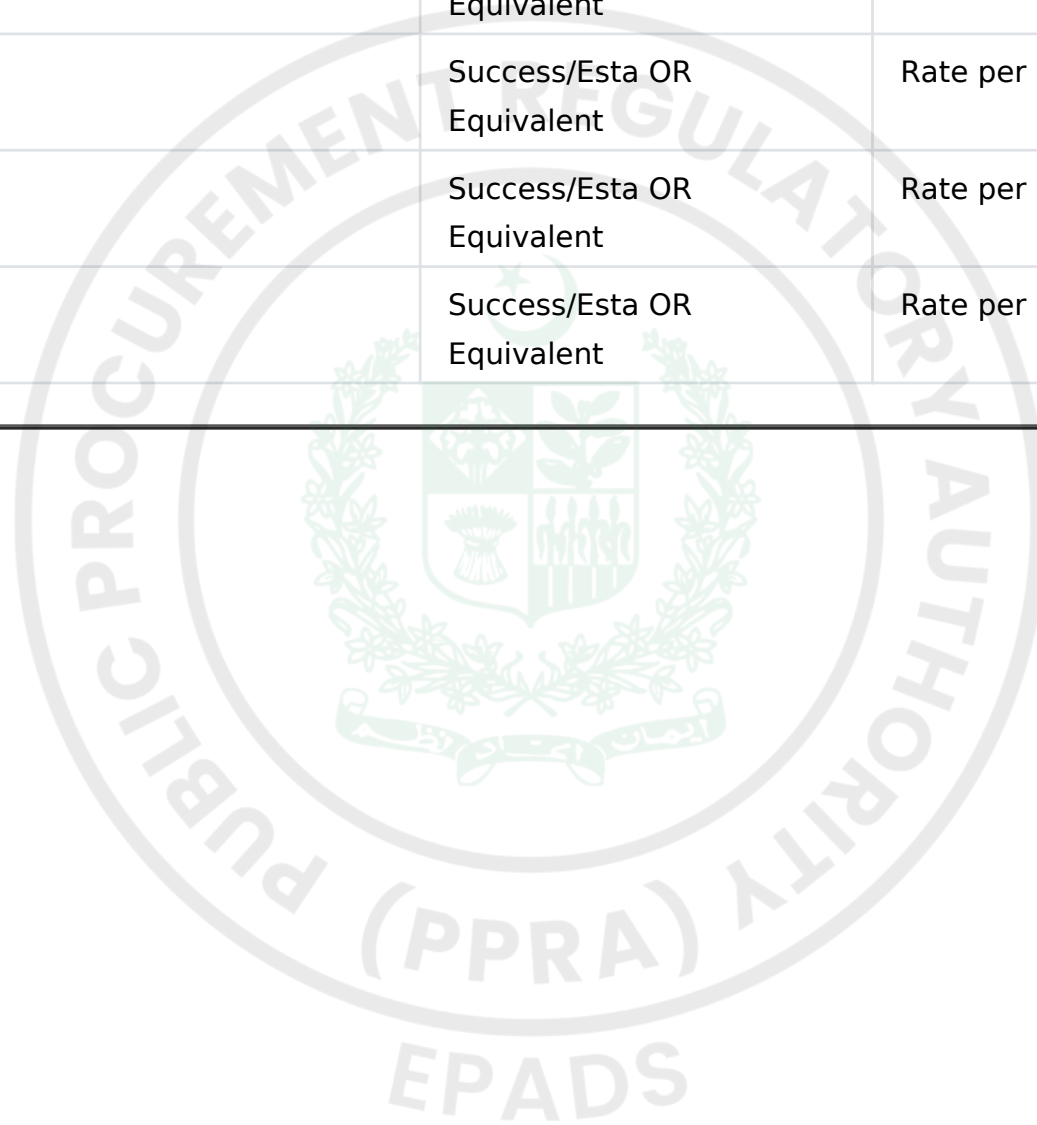 Equivalent
Success/Esta OR Rate per
Equivalent
Success/Esta OR Rate per
Equivalent
Success/Esta OR Rate per
Equivalent
PUBLIC PROCUREMENT REGULATORY AUTHORITY
(PPRA)
EPADS